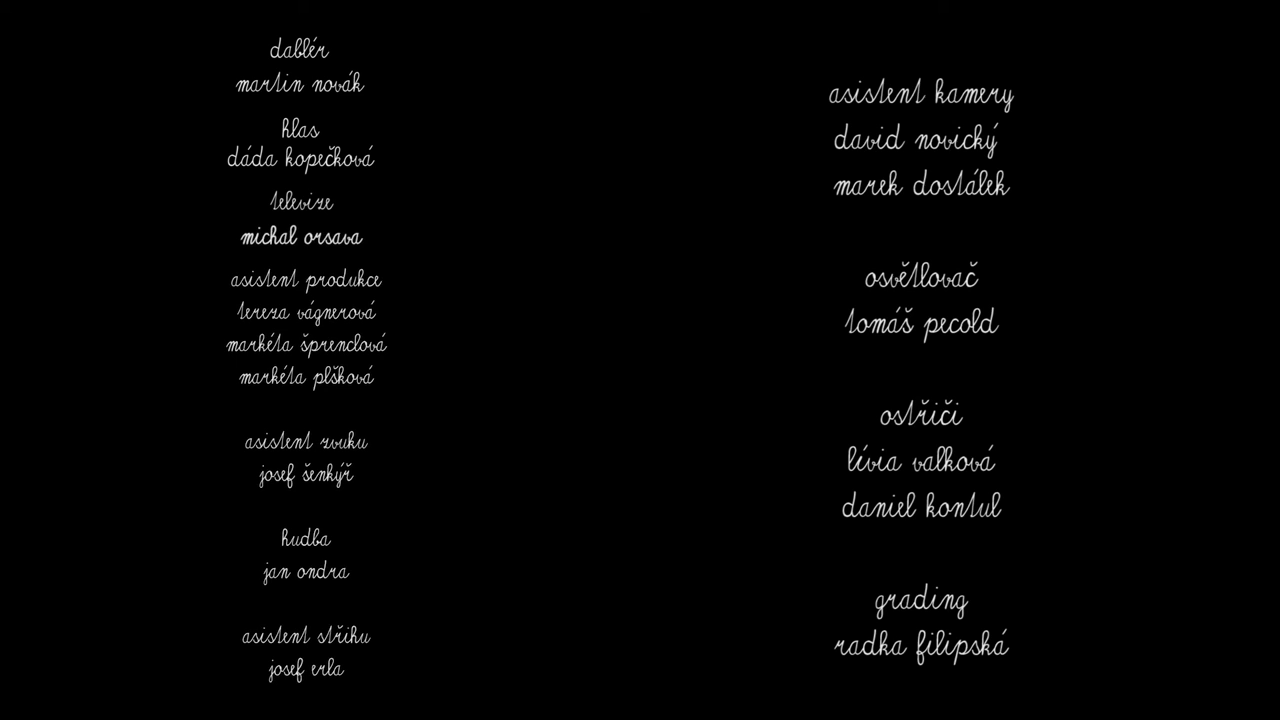 dablér
martin novák
hlas
dáda kopečková
televize
michal orsava
asistent produkce
tereza vágnerová
markéta šprenclová
markéta plšková
asistent zvuku
josef šenkýř
hudba
jan ondra
asistent střihu
josef erla
asistent kamery
david novický
marek dostálek
osvětlovač
tomáš pecold
ostřiči
lívia valková
daniel kontul
grading
radka filipská